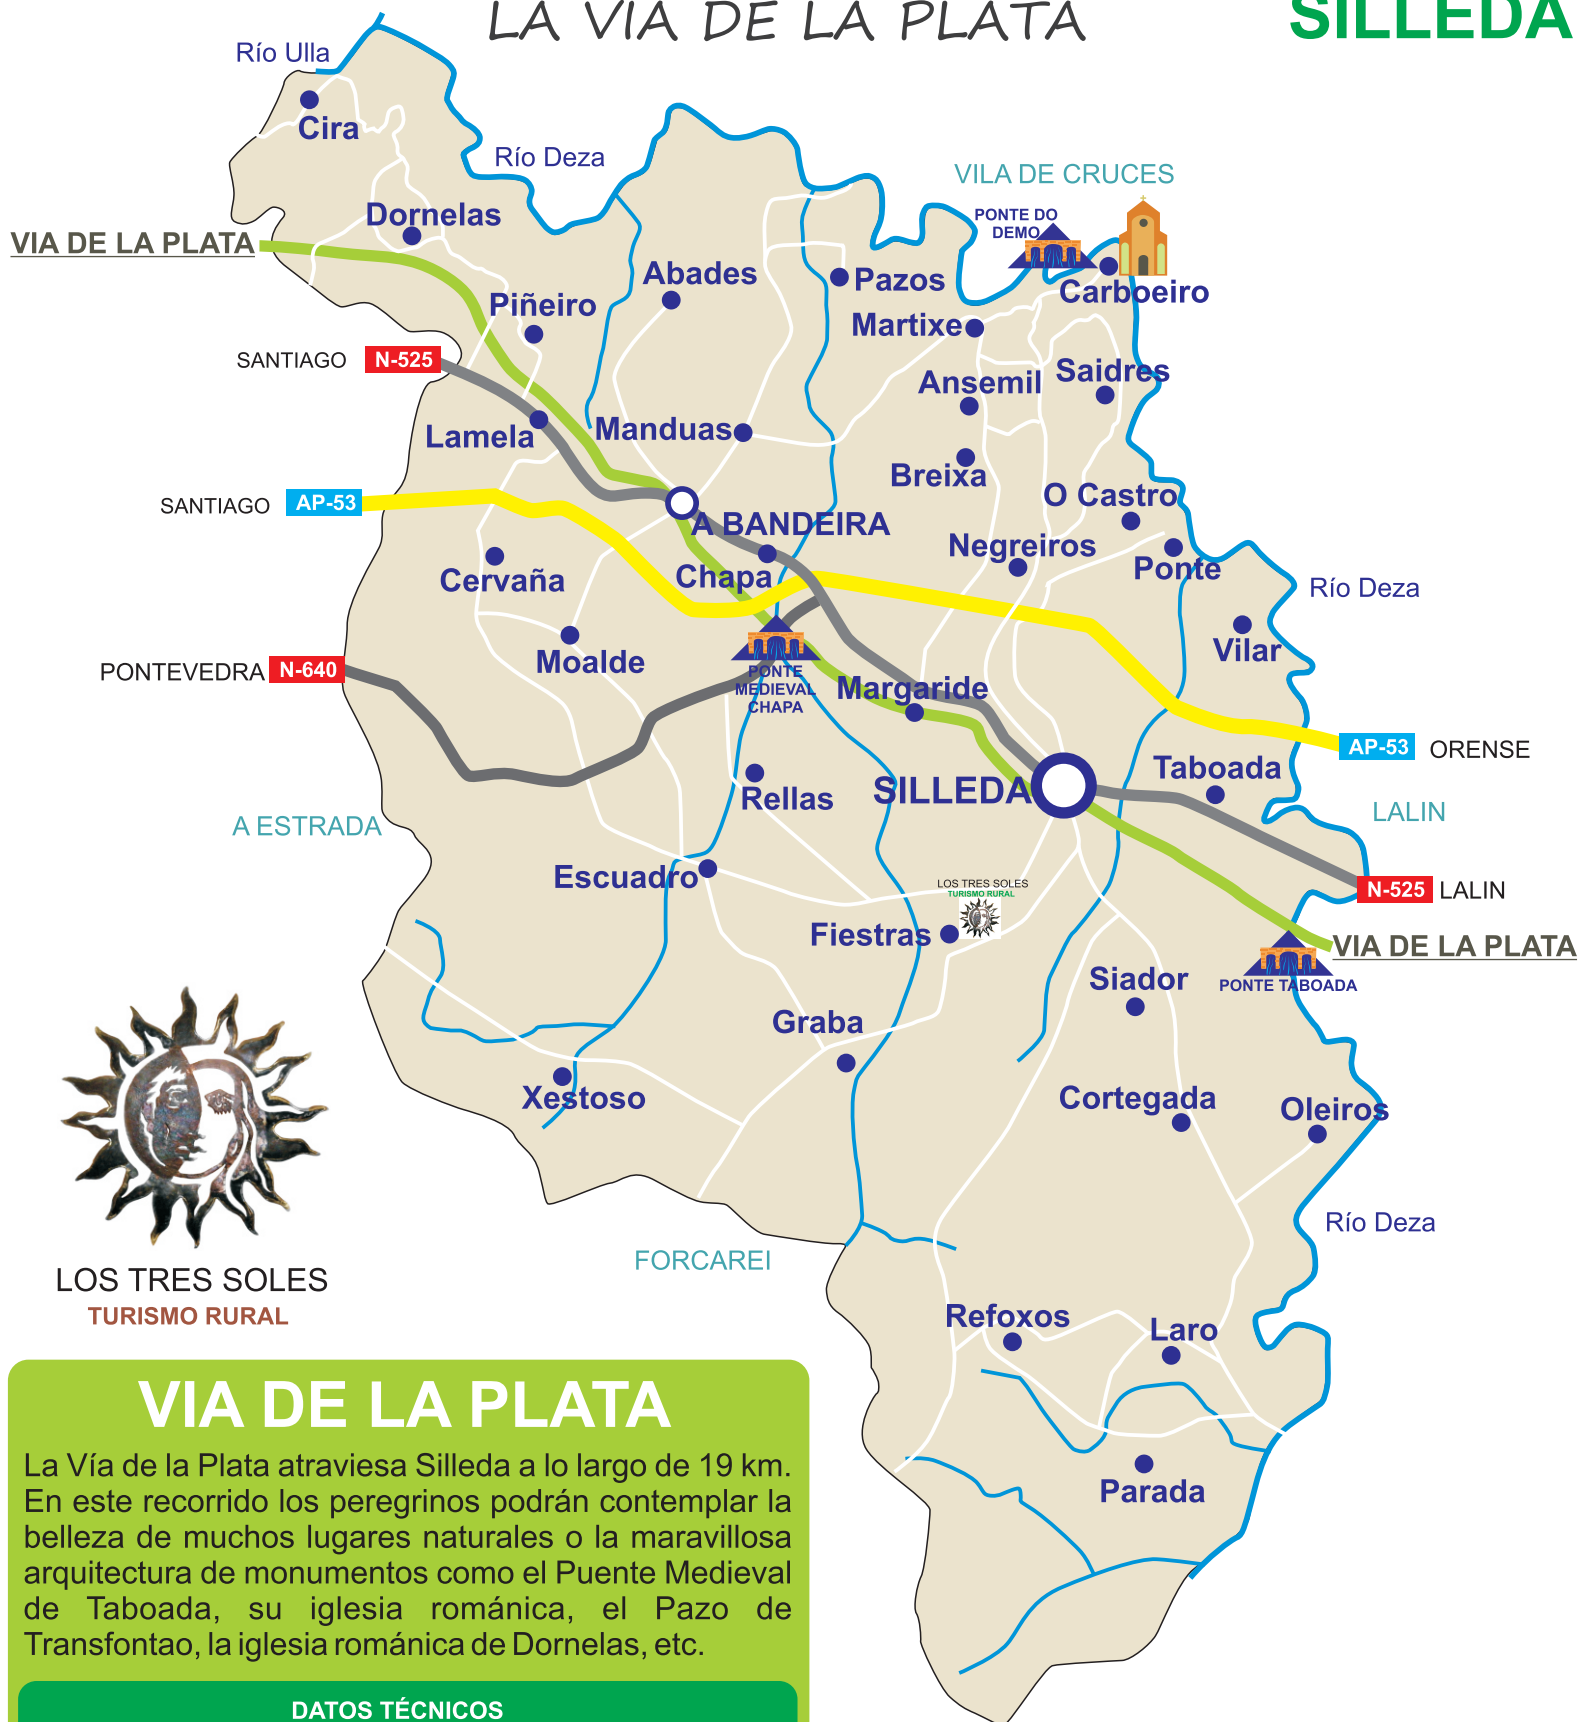 LA VIA DE LA PLATA
SILLEDA
Río Ulla
Cira
Río Deza
VILA DE CRUCES
Dornelas
PONTE DO
DEMO
VIA DE LA PLATA
Abades
Pazos
Carboeiro
Piñeiro
Martixe
SANTIAGO
N-525
Ansemil
Saidres
Lamela
Manduas
Breixa
O Castro
SANTIAGO
AP-53
A BANDEIRA
Negreiros
Ponte
Cervaña
Chapa
Río Deza
Vilar
Moalde
PONTEVEDRA
N-640
PONTE
MEDIEVAL
CHAPA
Margaride
AP-53
ORENSE
Taboada
Rellas
SILLEDA
LALIN
A ESTRADA
Escuadro
LOS TRES SOLES
TURISMO RURAL
N-525
LALIN
Fiestras
VIA DE LA PLATA
Siador
PONTE TABOADA
Graba
Xestoso
Cortegada
Oleiros
Río Deza
FORCAREI
LOS TRES SOLES
TURISMO RURAL
Refoxos
Laro
Parada
VIA DE LA PLATA
La Vía de la Plata atraviesa Silleda a lo largo de 19 km.
En este recorrido los peregrinos podrán contemplar la
belleza de muchos lugares naturales o la maravillosa
arquitectura de monumentos como el Puente Medieval
de Taboada, su iglesia románica, el Pazo de
Transfontao, la iglesia románica de Dornelas, etc.
DATOS TÉCNICOS